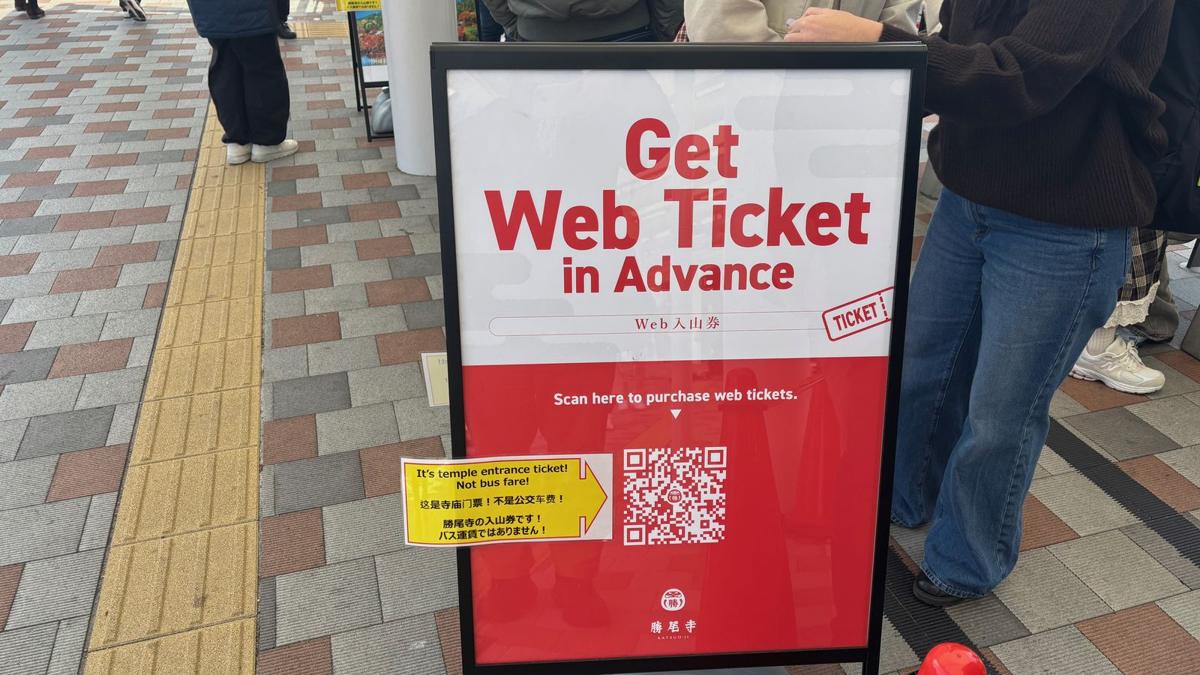 Get
Web Ticket
in Advance
Web入山券
TICKET
Scan here to purchase web tickets.
It's temple entrance ticket!
Not bus fare!
这是寺庙门票！不是公交车费！
勝尾寺の入山券です！
バス運賃ではありません！
勝
勝尾寺
KATSUO-JI